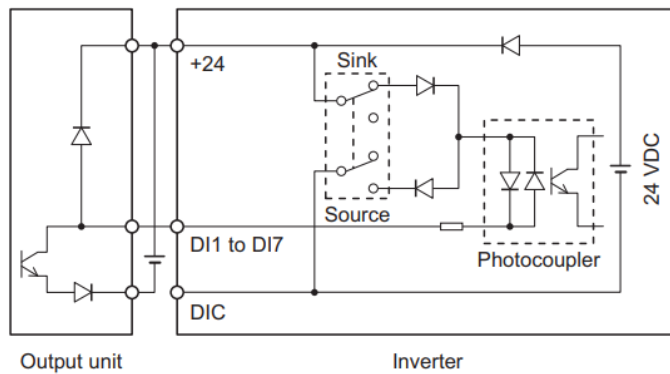 +24
Sink
Source
DI1 to DI7
DIC
Photocoupler
24 VDC
Output unit
Inverter